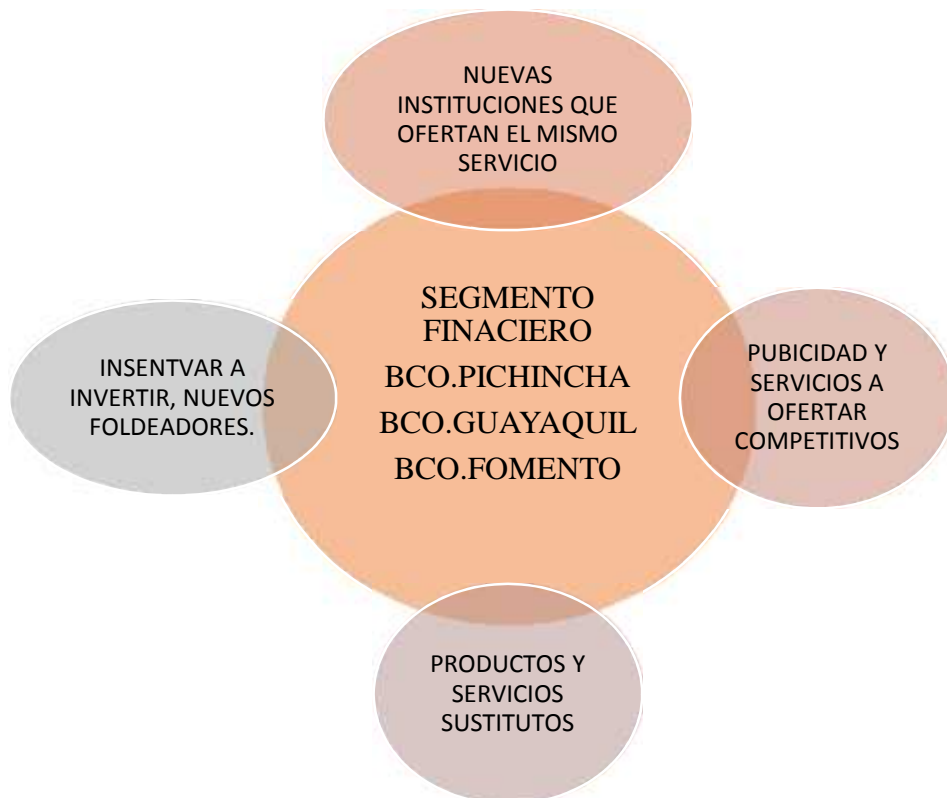 NUEVAS
INSTITUCIONES QUE
OFERTAN EL MISMO
SERVICIO
SEGMENTO
FINACIERO
BCO.PICHINCHA
BCO.GUAYAQUIL
BCO.FOMENTO
INSENTVAR A
INVERTIR, NUEVOS
FOLDEADORES.
PUBICIDAD Y
SERVICIOS A
OFERTAR
COMPETITIVOS
PRODUCTOS Y
SERVICIOS
SUSTITUTOS